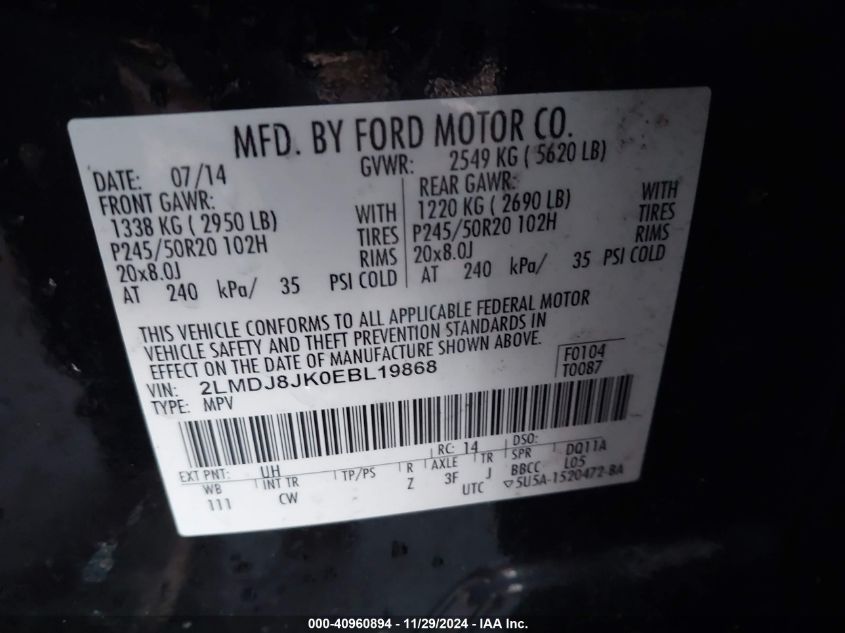 MFD. BY FORD MOTOR CO.
DATE: 07/14 GVWR: 2549 KG ( 5620 LB)
FRONT GAWR: REAR GAWR:
1338 KG ( 2950 LB) WITH 1220 KG ( 2690 LB) WITH
P245/50R20 102H TIRES P245/50R20 102H TIRES
20x8.0J RIMS 20x8.0J RIMS
AT 240 kPa/ 35 PSI COLD AT 240 kPa/ 35 PSI COLD
THIS VEHICLE CONFORMS TO ALL APPLICABLE FEDERAL MOTOR
VEHICLE SAFETY AND THEFT PREVENTION STANDARDS IN
EFFECT ON THE DATE OF MANUFACTURE SHOWN ABOVE.
VIN: 2LMDJ8JK0EBL19868 F0104
TYPE: MPV T0087
EXT PNT: UH RC: 14 DSO:
WB INT TR TP/PS R AXLE TR SPR DQ11A
111 CW Z 3F J BBCC L05
UTC ▽5U5A-1520472-BA
000-40960894 - 11/29/2024 - IAA Inc.